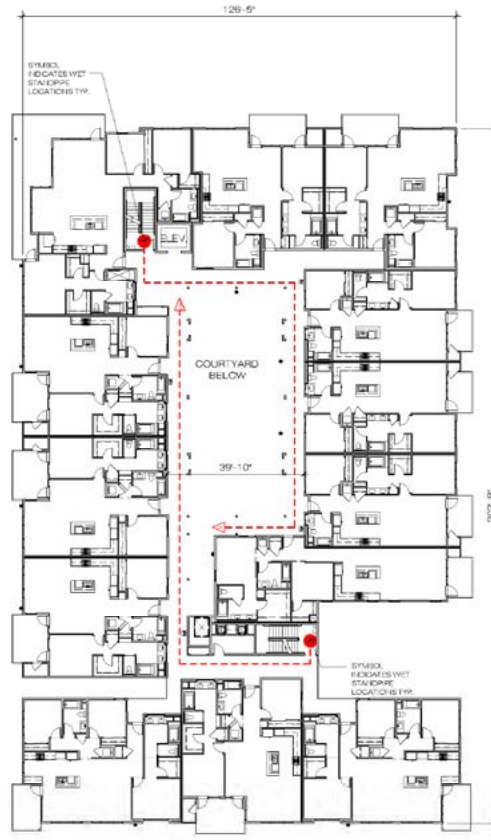 126'-5"
SYMBOL
INDICATES WET
STANDPIPE
LOCATIONS TYP.
ELEV.
COURTYARD
BELOW
39'-10"
SYMBOL
INDICATES WET
STANDPIPE
LOCATIONS TYP.